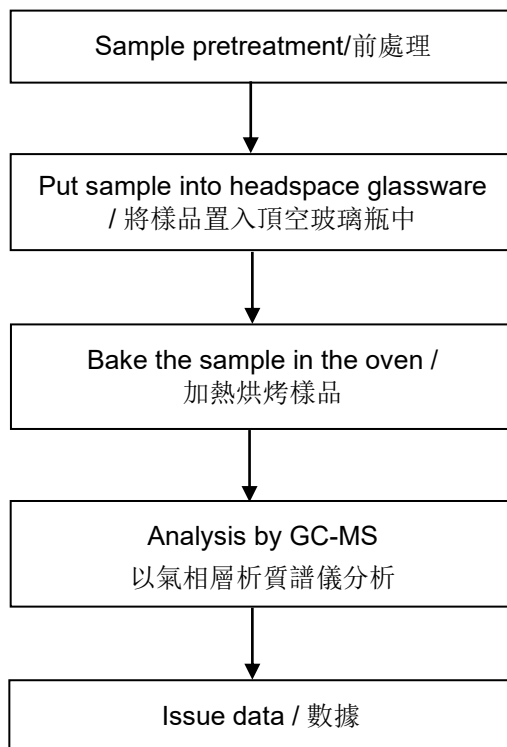 Sample pretreatment/前處理
Put sample into headspace glassware
/ 將樣品置入頂空玻璃瓶中
Bake the sample in the oven /
加熱烘烤樣品
Analysis by GC-MS
以氣相層析質譜儀分析
Issue data / 數據